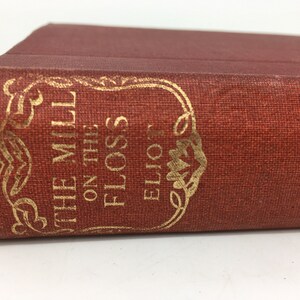 THE MILL
ON THE
FLOSS
ELIOT